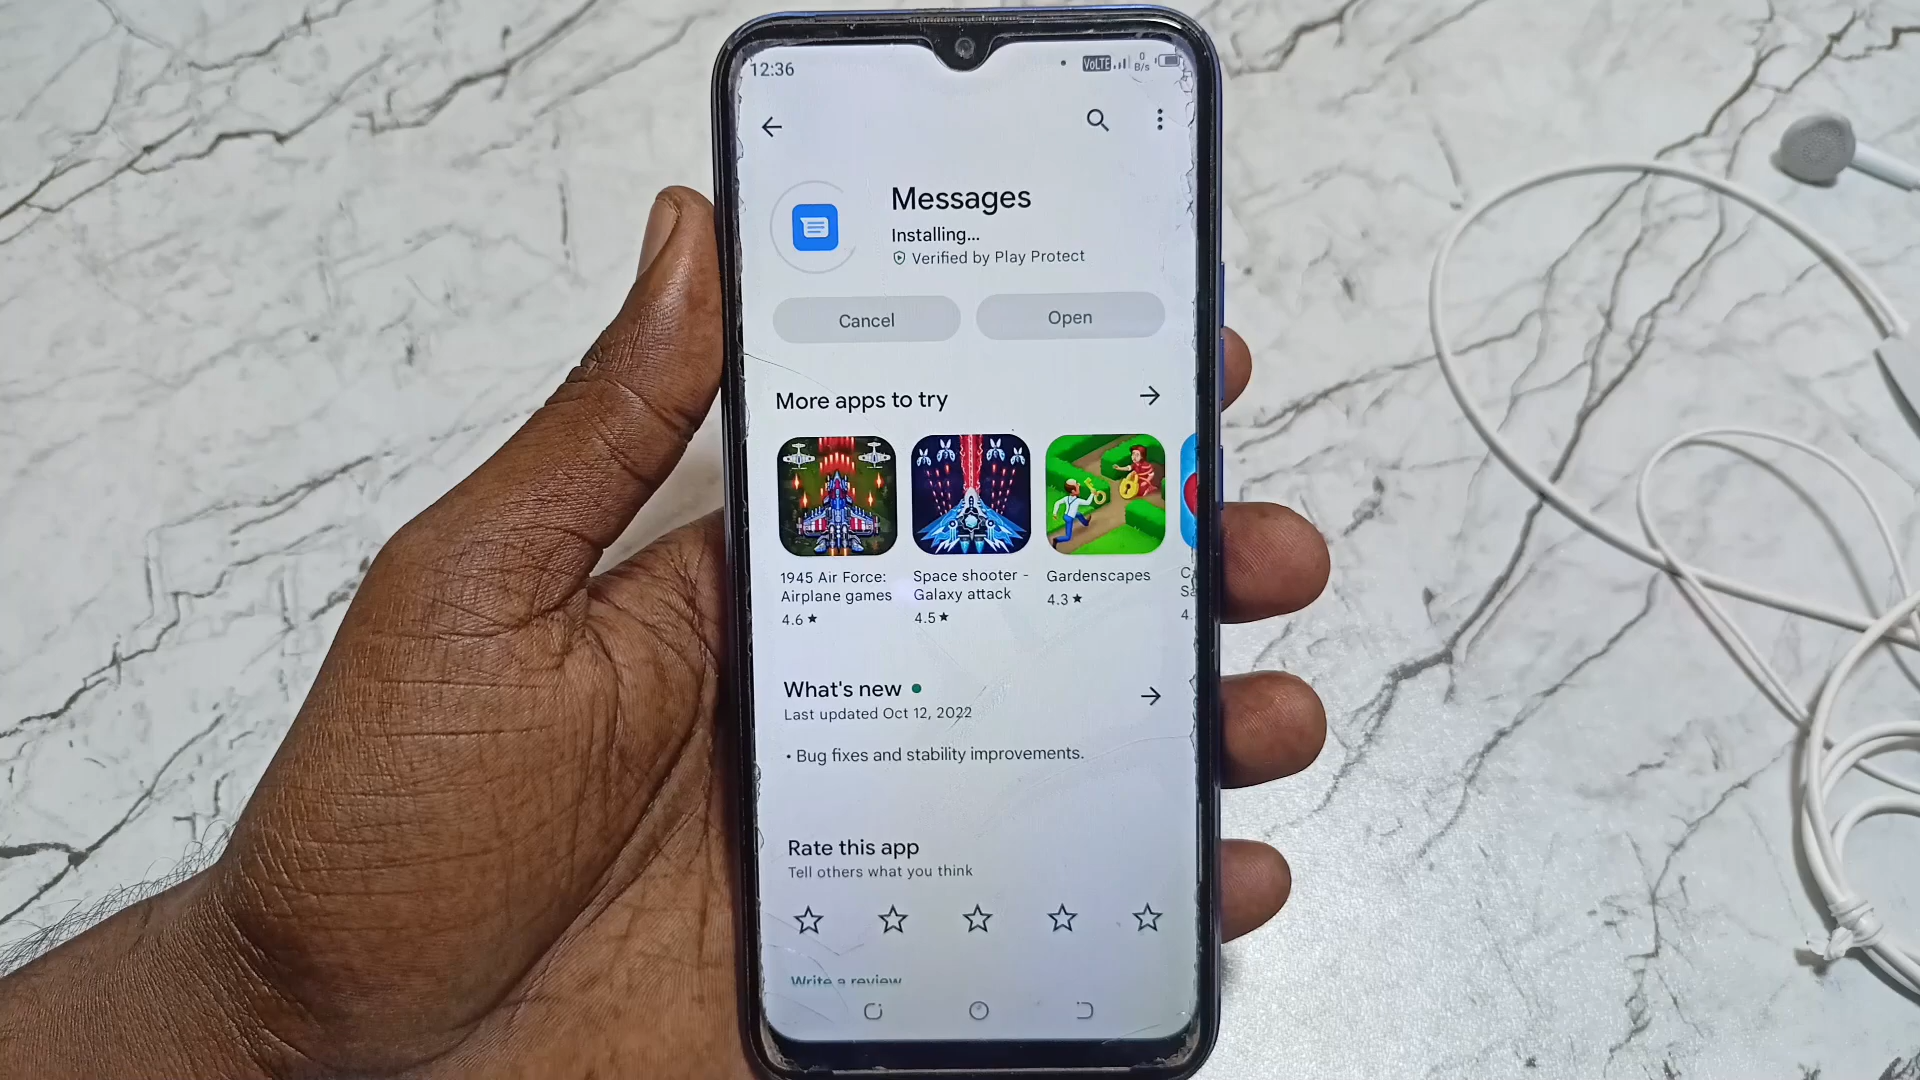 12:36
VoLTE
0
B/s
Messages
Installing...
Verified by Play Protect
Cancel
Open
More apps to try
1945 Air Force:
Airplane games
4.6 ★
Space shooter -
Galaxy attack
4.5 ★
Gardenscapes
4.3 ★
What's new
Last updated Oct 12, 2022
• Bug fixes and stability improvements.
Rate this app
Tell others what you think
Write a review